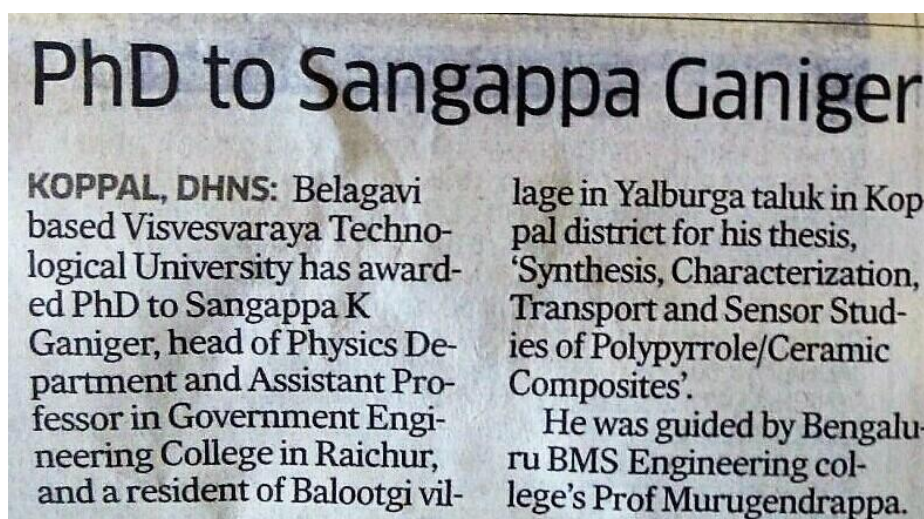 PhD to Sangappa Ganiger
KOPPAL, DHNS: Belagavi
based Visvesvaraya Techno-
logical University has award-
ed PhD to Sangappa K
Ganiger, head of Physics De-
partment and Assistant Pro-
fessor in Government Engi-
neering College in Raichur,
and a resident of Balootgi vil-
lage in Yalburga taluk in Kop
pal district for his thesis,
‘Synthesis, Characterization,
Transport and Sensor Stud-
ies of Polypyrrole/Ceramic
Composites’.
He was guided by Bengalu-
ru BMS Engineering col-
lege’s Prof Murugendrappa.